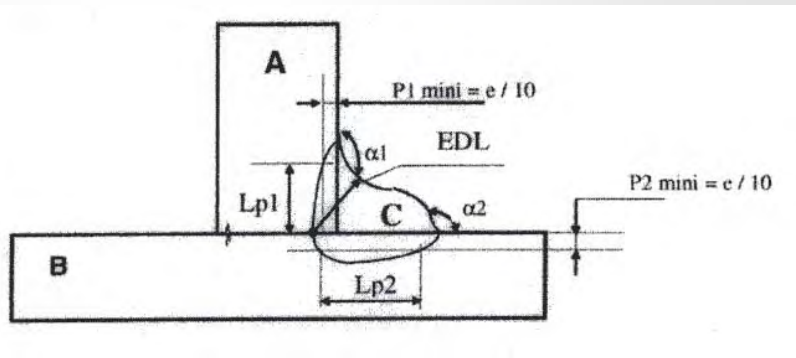 A
P1 mini = e / 10
α1
EDL
P2 mini = e / 10
Lp1
C
α2
B
Lp2